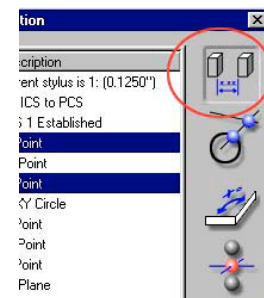 tion
cription
rent stylus is 1: (0.1250")
ICS to PCS
1 Established
Point
Point
Point
Y Circle
Point
Point
Point
Plane
x.xx
x°